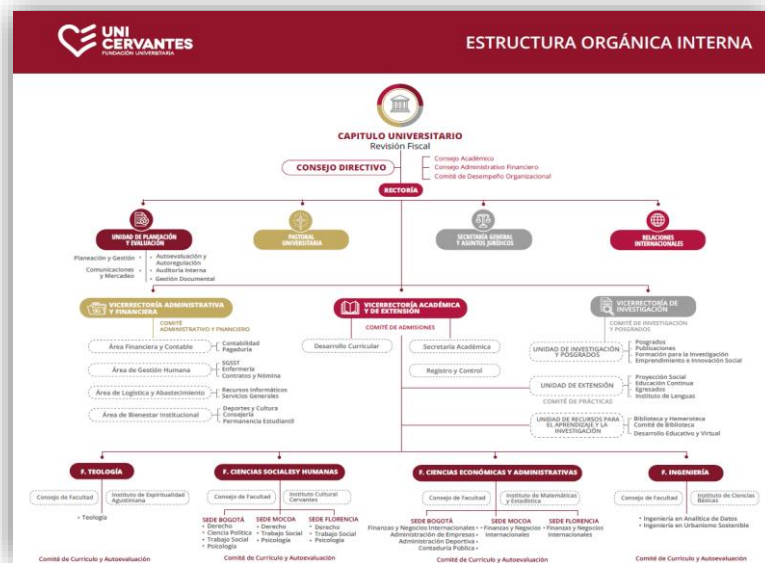 UNI
CERVANTES
FUNDACIÓN UNIVERSITARIA
ESTRUCTURA ORGÁNICA INTERNA
CAPITULO UNIVERSITARIO
Revisión Fiscal
CONSEJO DIRECTIVO
Consejo Académico
Consejo Administrativo Financiero
Comité de Desempeño Organizacional
RECTORÍA
UNIDAD DE PLANEACIÓN
Y EVALUACIÓN
PASTORAL
UNIVERSITARIA
SECRETARÍA GENERAL
Y ASUNTOS JURÍDICOS
RELACIONES
INTERNACIONALES
Planeación y Gestión •
Comunicaciones •
y Mercadeo
• Autoevaluación y
Autoregulación
• Auditoría Interna
• Gestión Documental
VICERRECTORÍA ADMINISTRATIVA
Y FINANCIERA
COMITÉ
ADMINISTRATIVO Y FINANCIERO
Área Financiera y Contable
Contabilidad
Pagaduría
Área de Gestión Humana
SGSST
Enfermería
Contratos y Nómina
Área de Logística y Abastecimiento
Recursos Informáticos
Servicios Generales
Área de Bienestar Institucional
Deportes y Cultura
Consejería
Permanencia Estudiantil
VICERRECTORÍA ACADÉMICA
Y DE EXTENSIÓN
COMITÉ DE ADMISIONES
Desarrollo Curricular
Secretaría Académica
Registro y Control
VICERRECTORÍA DE
INVESTIGACIÓN
COMITÉ DE INVESTIGACIÓN
Y POSGRADOS
UNIDAD DE INVESTIGACIÓN
Y POSGRADOS
Posgrados
Publicaciones
Formación para la Investigación
Emprendimiento e Innovación Social
UNIDAD DE EXTENSIÓN
Proyección Social
Educación Continua
Egresados
Instituto de Lenguas
COMITÉ DE PRÁCTICAS
UNIDAD DE RECURSOS PARA
EL APRENDIZAJE Y LA
INVESTIGACIÓN
Biblioteca y Hemeroteca
Comité de Biblioteca
Desarrollo Educativo y Virtual
F. TEOLOGÍA
Consejo de Facultad
Instituto de Espiritualidad
Agustiniana
• Teología
Comité de Currículo y Autoevaluación
F. CIENCIAS SOCIALESY HUMANAS
Consejo de Facultad
Instituto Cultural
Cervantes
SEDE BOGOTÁ
• Derecho
• Ciencia Política
• Trabajo Social
• Psicología
SEDE MOCOA
• Derecho
• Trabajo Social
• Psicología
SEDE FLORENCIA
• Derecho
• Trabajo Social
• Psicología
Comité de Currículo y Autoevaluación
F. CIENCIAS ECONÓMICAS Y ADMINISTRATIVAS
Consejo de Facultad
Instituto de Matemáticas
y Estadística
SEDE BOGOTÁ
Finanzas y Negocios Internacionales •
Administración de Empresas •
Administración Deportiva •
Contaduría Pública •
SEDE MOCOA
• Finanzas y Negocios
Internacionales
SEDE FLORENCIA
• Finanzas y Negocios
Internacionales
Comité de Currículo y Autoevaluación
F. INGENIERÍA
Consejo de Facultad
Instituto de Ciencias
Básicas
• Ingeniería en Analítica de Datos
• Ingeniería en Urbanismo Sostenible
Comité de Currículo y Autoevaluación